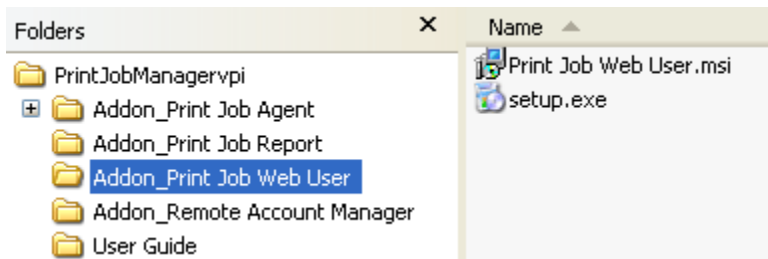 Folders
PrintJobManagervpi
Addon_Print Job Agent
Addon_Print Job Report
Addon_Print Job Web User
Addon_Remote Account Manager
User Guide
Name
Print Job Web User.msi
setup.exe